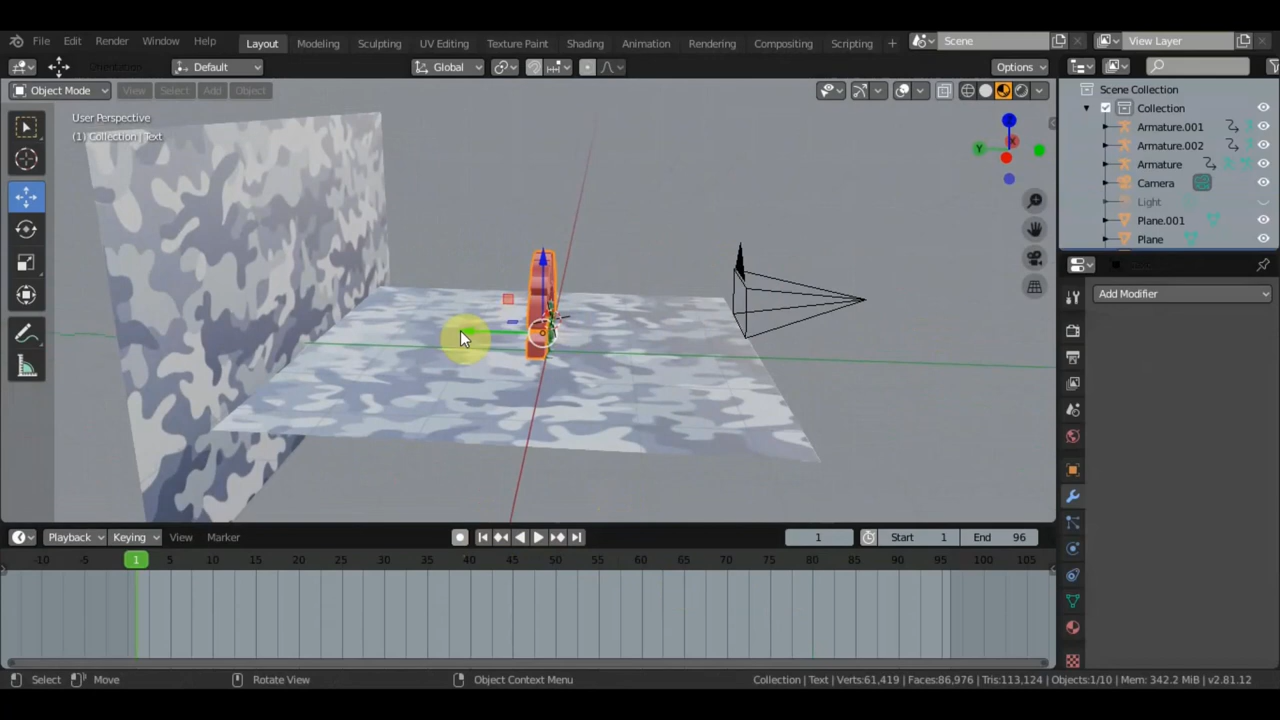 File Edit Render Window Help Layout Modeling Sculpting UV Editing Texture Paint Shading Animation Rendering Compositing Scripting + Scene View Layer
Orientation Default Global Options
Object Mode View Select Add Object
User Perspective
(1) Collection | Text
Y
X
Scene Collection
Collection
Armature.001
Armature.002
Armature
Camera
Light
Plane.001
Plane
Add Modifier
Playback Keying View Marker 1 Start 1 End 96
-10 -5 1 5 10 15 20 25 30 35 40 45 50 55 60 65 70 75 80 85 90 95 100 105
Select Move Rotate View Object Context Menu Collection | Text | Verts:61,419 | Faces:86,976 | Tris:113,124 | Objects:1/10 | Mem: 342.2 MiB | v2.81.12